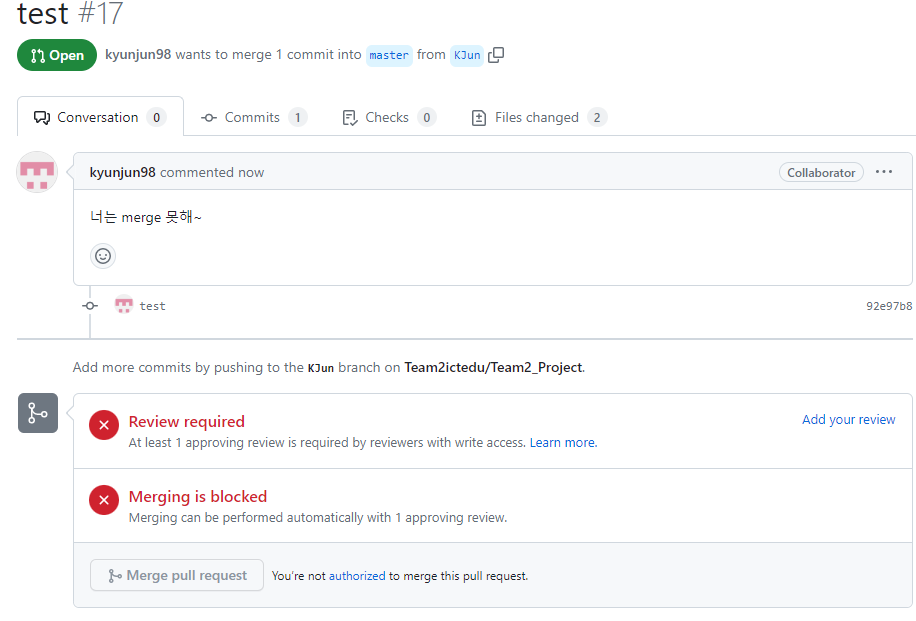 test #17
Open kyunjun98 wants to merge 1 commit into master from KJun
Conversation 0 Commits 1 Checks 0 Files changed 2
kyunjun98 commented now Collaborator ...
너는 merge 못해~
test 92e97b8
Add more commits by pushing to the KJun branch on Team2ictedu/Team2_Project.
Review required Add your review
At least 1 approving review is required by reviewers with write access. Learn more.
Merging is blocked
Merging can be performed automatically with 1 approving review.
Merge pull request You're not authorized to merge this pull request.